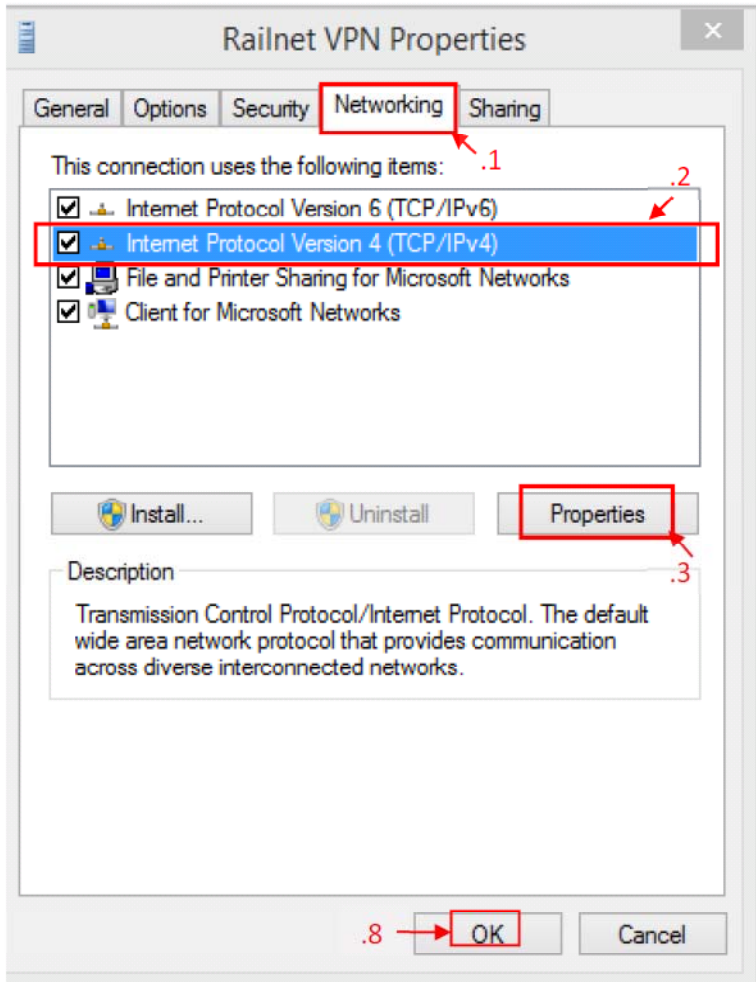 Railnet VPN Properties
General Options Security Networking Sharing
.1
This connection uses the following items:
.2
Internet Protocol Version 6 (TCP/IPv6)
Internet Protocol Version 4 (TCP/IPv4)
File and Printer Sharing for Microsoft Networks
Client for Microsoft Networks
Install... Uninstall Properties
.3
Description
Transmission Control Protocol/Internet Protocol. The default
wide area network protocol that provides communication
across diverse interconnected networks.
.8 OK Cancel